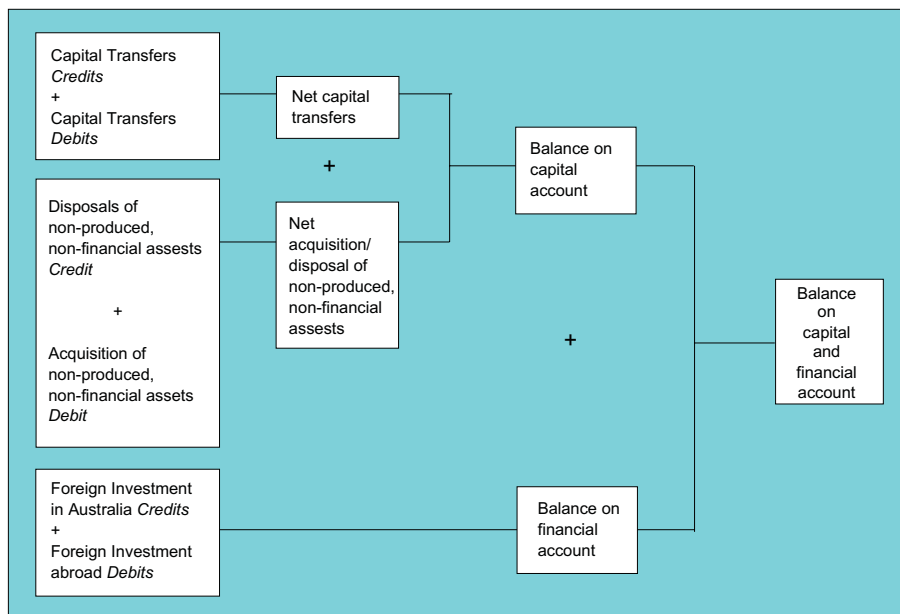 Capital Transfers
Credits
+
Capital Transfers
Debits
Net capital
transfers
+
Disposals of
non-produced,
non-financial assests
Credit
+
Acquisition of
non-produced,
non-financial assets
Debit
Net
acquisition/
disposal of
non-produced,
non-financial
assests
Balance on
capital
account
+
Foreign Investment
in Australia Credits
+
Foreign Investment
abroad Debits
Balance on
financial
account
Balance
on
capital
and
financial
account